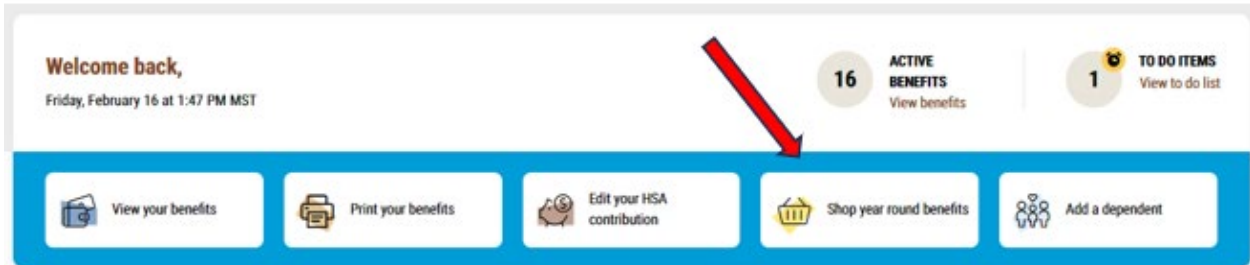 Welcome back,
Friday, February 16 at 1:47 PM MST
16
ACTIVE
BENEFITS
View benefits
1
TO DO ITEMS
View to do list
View your benefits
Print your benefits
Edit your HSA
contribution
Shop year round benefits
Add a dependent